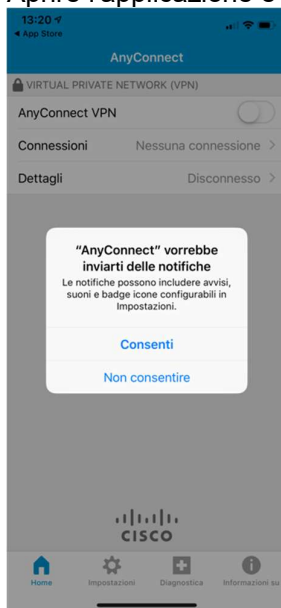 13:20
App Store
AnyConnect
VIRTUAL PRIVATE NETWORK (VPN)
AnyConnect VPN
Connessioni Nessuna connessione
Dettagli Disconnesso
“AnyConnect” vorrebbe
inviarti delle notifiche
Le notifiche possono includere avvisi,
suoni e badge icone configurabili in
Impostazioni.
Consenti
Non consentire
CISCO
Home Impostazioni Diagnostica Informazioni su